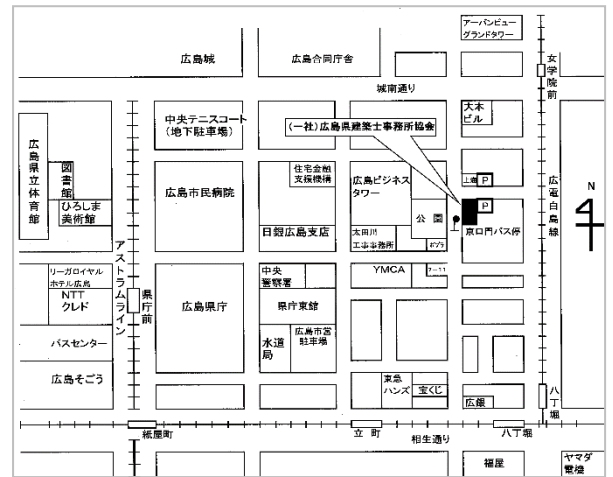 アーバンビュー
グランドタワー
広島城
広島合同庁舎
女学院前
城南通り
中央テニスコート
(地下駐車場)
大木
ビル
(一社)広島県建築士事務所協会
広島県立体育館
図書館
ひろしま
美術館
広島市民病院
住宅金融
支援機構
広島ビジネス
タワー
上海
P
P
公園
広電白島線
N
日銀広島支店
太田川
工事事務所
ポプラ
京口門バス停
アストラムライン
リーガロイヤル
ホテル広島
NTT
クレド
県庁前
広島県庁
中央
警察署
県庁東館
YMCA
7-11
バスセンター
水道局
広島市営
駐車場
広島そごう
東急
ハンズ
宝くじ
広銀
八丁堀
紙屋町
立町
相生通り
八丁堀
福屋
ヤマダ
電機